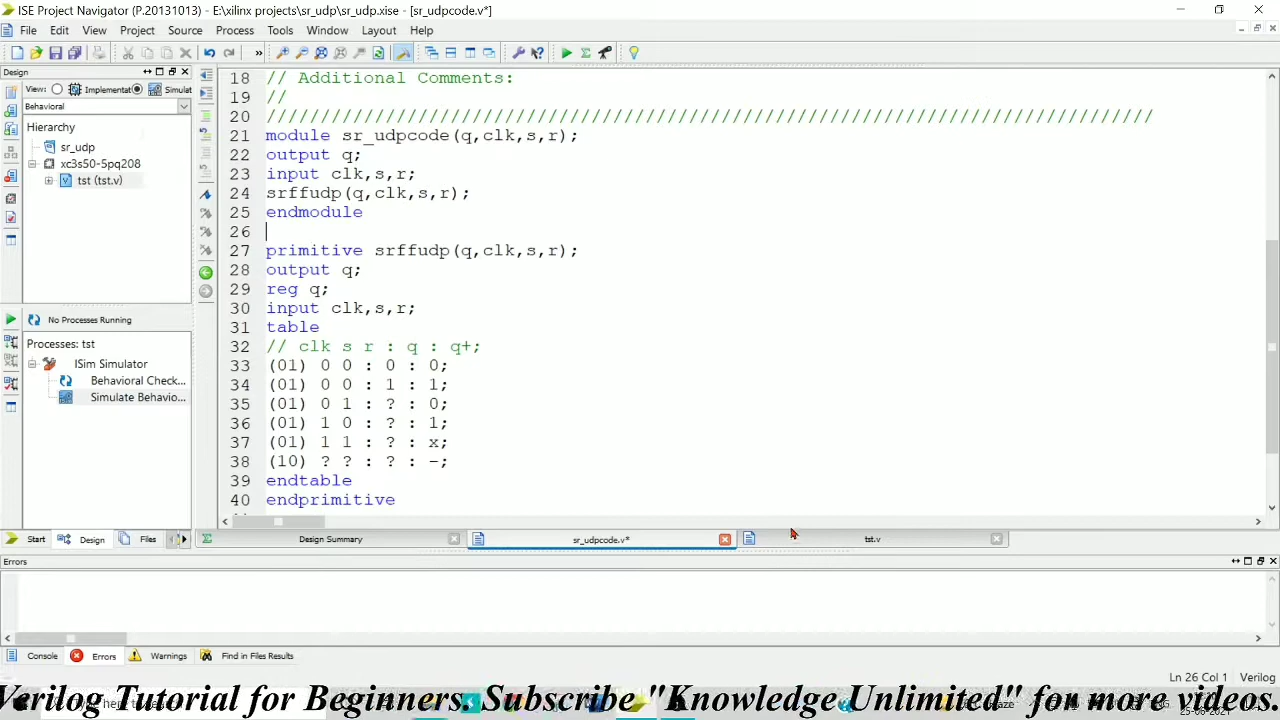 ISE Project Navigator (P.20131013) - E:\xilinx projects\sr_udp\sr_udp.xise - [sr_udpcode.v*]
File Edit View Project Source Process Tools Window Layout Help
Design
View: Implementat Simulat
Behavioral
Hierarchy
sr_udp
xc3s50-5pq208
tst (tst.v)
No Processes Running
Processes: tst
ISim Simulator
Behavioral Check...
Simulate Behavio...
Start Design Files
18 // Additional Comments:
19 //
20 //////////////////////////////////////////////////////////////////////////////////
21 module sr_udpcode(q,clk,s,r);
22 output q;
23 input clk,s,r;
24 srffudp(q,clk,s,r);
25 endmodule
26
27 primitive srffudp(q,clk,s,r);
28 output q;
29 reg q;
30 input clk,s,r;
31 table
32 // clk s r : q : q+;
33 (01) 0 0 : 0 : 0;
34 (01) 0 0 : 1 : 1;
35 (01) 0 1 : ? : 0;
36 (01) 1 0 : ? : 1;
37 (01) 1 1 : ? : x;
38 (10) ? ? : ? : -;
39 endtable
40 endprimitive
Design Summary sr_udpcode.v* tst.v
Errors
Console Errors Warnings Find in Files Results
Ln 26 Col 1 Verilog
Verilog Tutorial for Beginners. Subscribe "Knowledge Unlimited" for more videos.